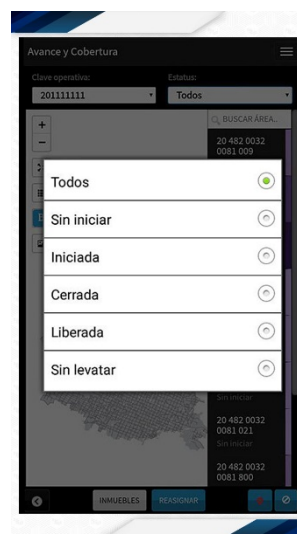 Avance y Cobertura
Clave operativa:
Estatus:
201111111
Todos
BUSCAR ÁREA..
20 482 0032
0081 009
Todos
Sin iniciar
Iniciada
Cerrada
Liberada
Sin levatar
Sin iniciar
20 482 0032
0081 021
Sin iniciar
20 482 0032
0081 800
INMUEBLES
REASIGNAR